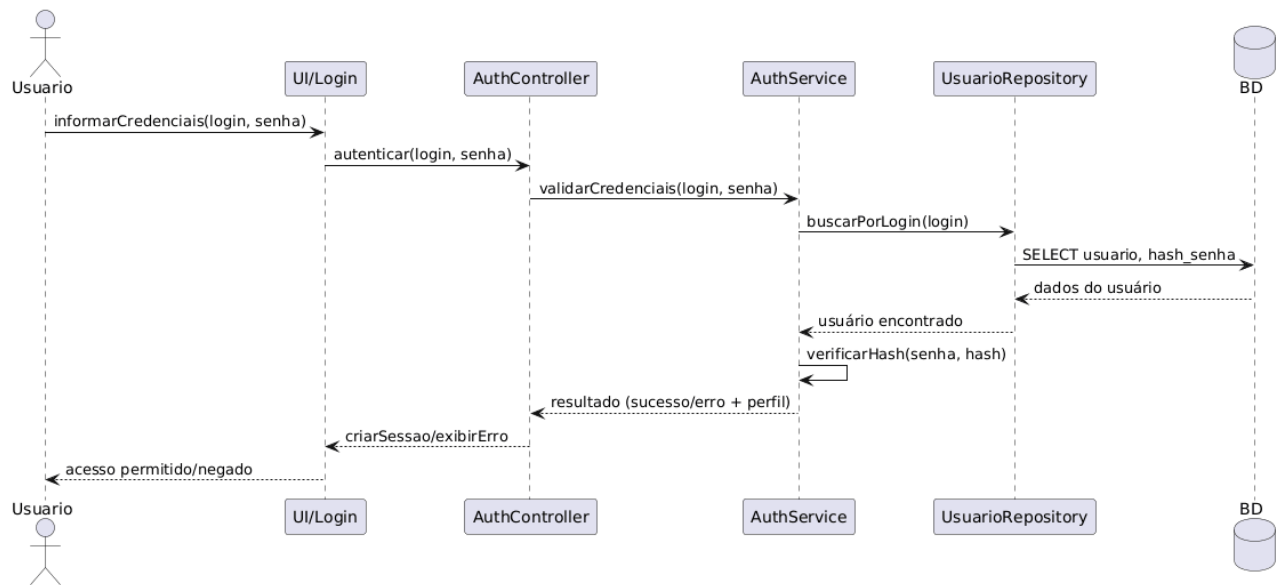 Usuario
UI/Login
AuthController
AuthService
UsuarioRepository
BD
informarCredenciais(login, senha)
autenticar(login, senha)
validarCredenciais(login, senha)
buscarPorLogin(login)
SELECT usuario, hash_senha
dados do usuário
usuário encontrado
verificarHash(senha, hash)
resultado (sucesso/erro + perfil)
criarSessao/exibirErro
acesso permitido/negado
Usuario
UI/Login
AuthController
AuthService
UsuarioRepository
BD